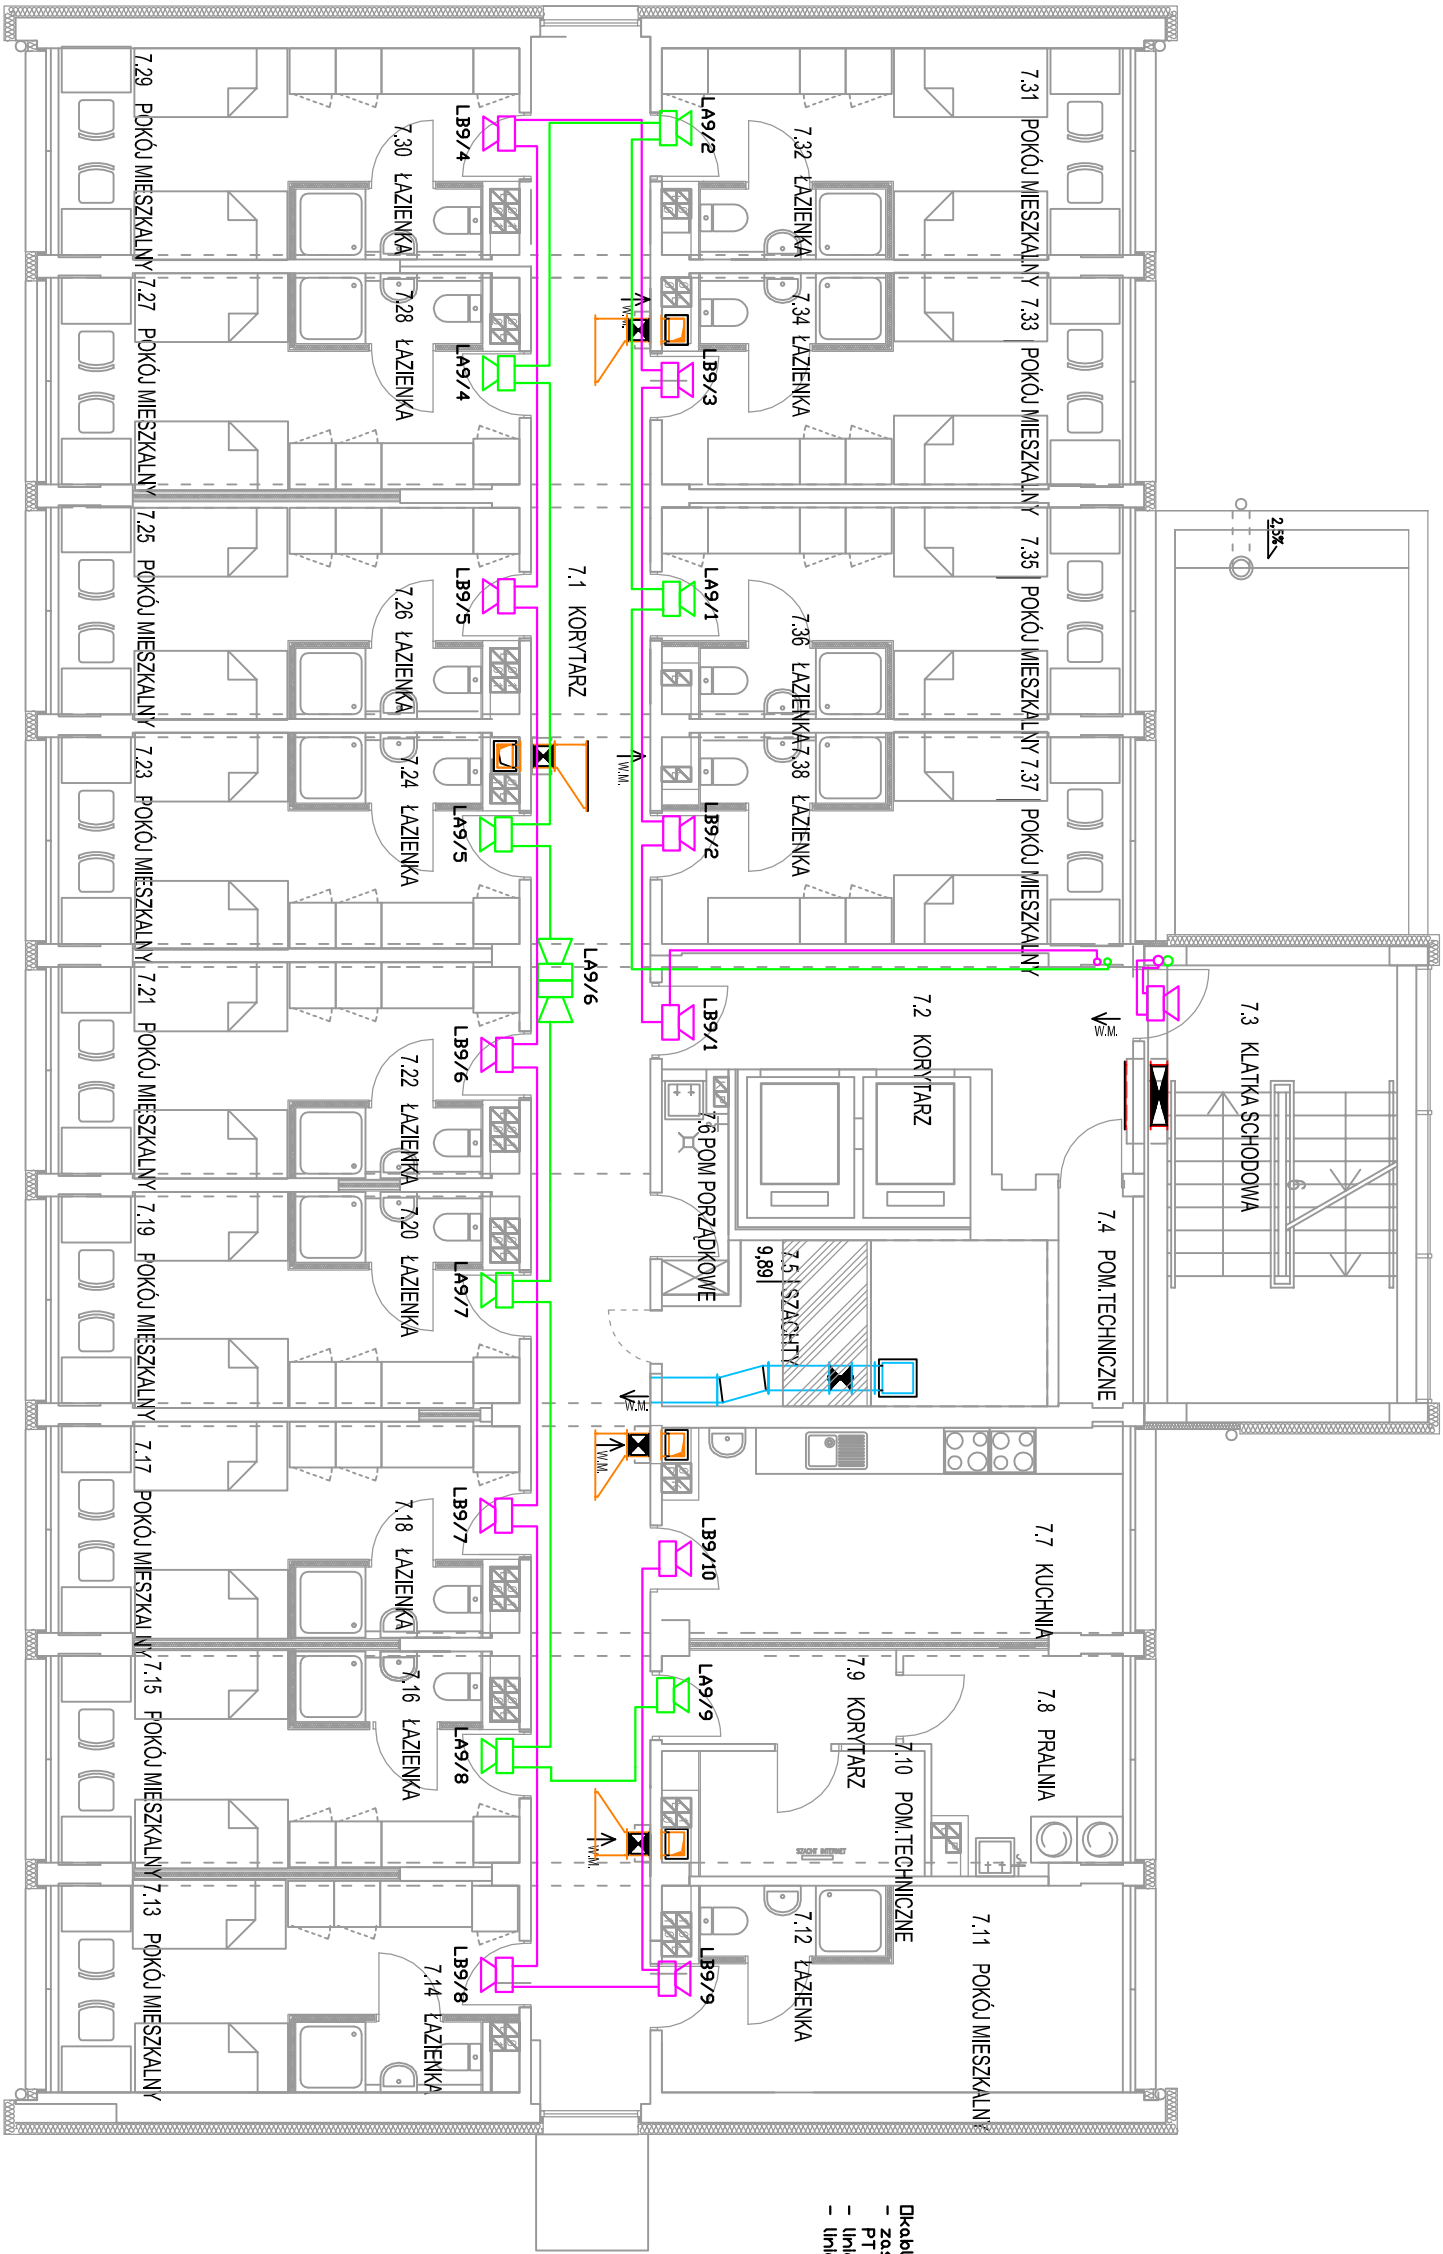 7.31 POKÓJ MIESZKALNY
7.33 POKÓJ MIESZKALNY
7.35 POKÓJ MIESZKALNY
7.37 POKÓJ MIESZKALNY
2,5%
7.3 KLATKA SCHODOWA
9
7.4 POM.TECHNICZNE
7.2 KORYTARZ
W.M.
7.7 KUCHNIA
7.8 PRALNIA
7.9 KORYTARZ
7.10 POM.TECHNICZNE
SZACHT INTERNET
7.11 POKÓJ MIESZKALNY
7.12 ŁAZIENKA
7.32 ŁAZIENKA
7.34 ŁAZIENKA
7.36 ŁAZIENKA
7.38 ŁAZIENKA
7.5 SZACHTY
9,89
7.6 POM PORZĄDKOWE
LA9/2
LB9/3
LA9/1
LB9/2
LB9/1
LB9/10
LA9/9
LB9/9
W.M.
W.M.
W.M.
W.M.
W.M.
7.1 KORYTARZ
LA9/6
LB9/4
LA9/4
LB9/5
LA9/5
LB9/6
LA9/7
LB9/7
LA9/8
LB9/8
7.30 ŁAZIENKA
7.28 ŁAZIENKA
7.26 ŁAZIENKA
7.24 ŁAZIENKA
7.22 ŁAZIENKA
7.20 ŁAZIENKA
7.18 ŁAZIENKA
7.16 ŁAZIENKA
7.14 ŁAZIENKA
7.29 POKÓJ MIESZKALNY
7.27 POKÓJ MIESZKALNY
7.25 POKÓJ MIESZKALNY
7.23 POKÓJ MIESZKALNY
7.21 POKÓJ MIESZKALNY
7.19 POKÓJ MIESZKALNY
7.17 POKÓJ MIESZKALNY
7.15 POKÓJ MIESZKALNY
7.13 POKÓJ MIESZKALNY
- 
PT
- 
-